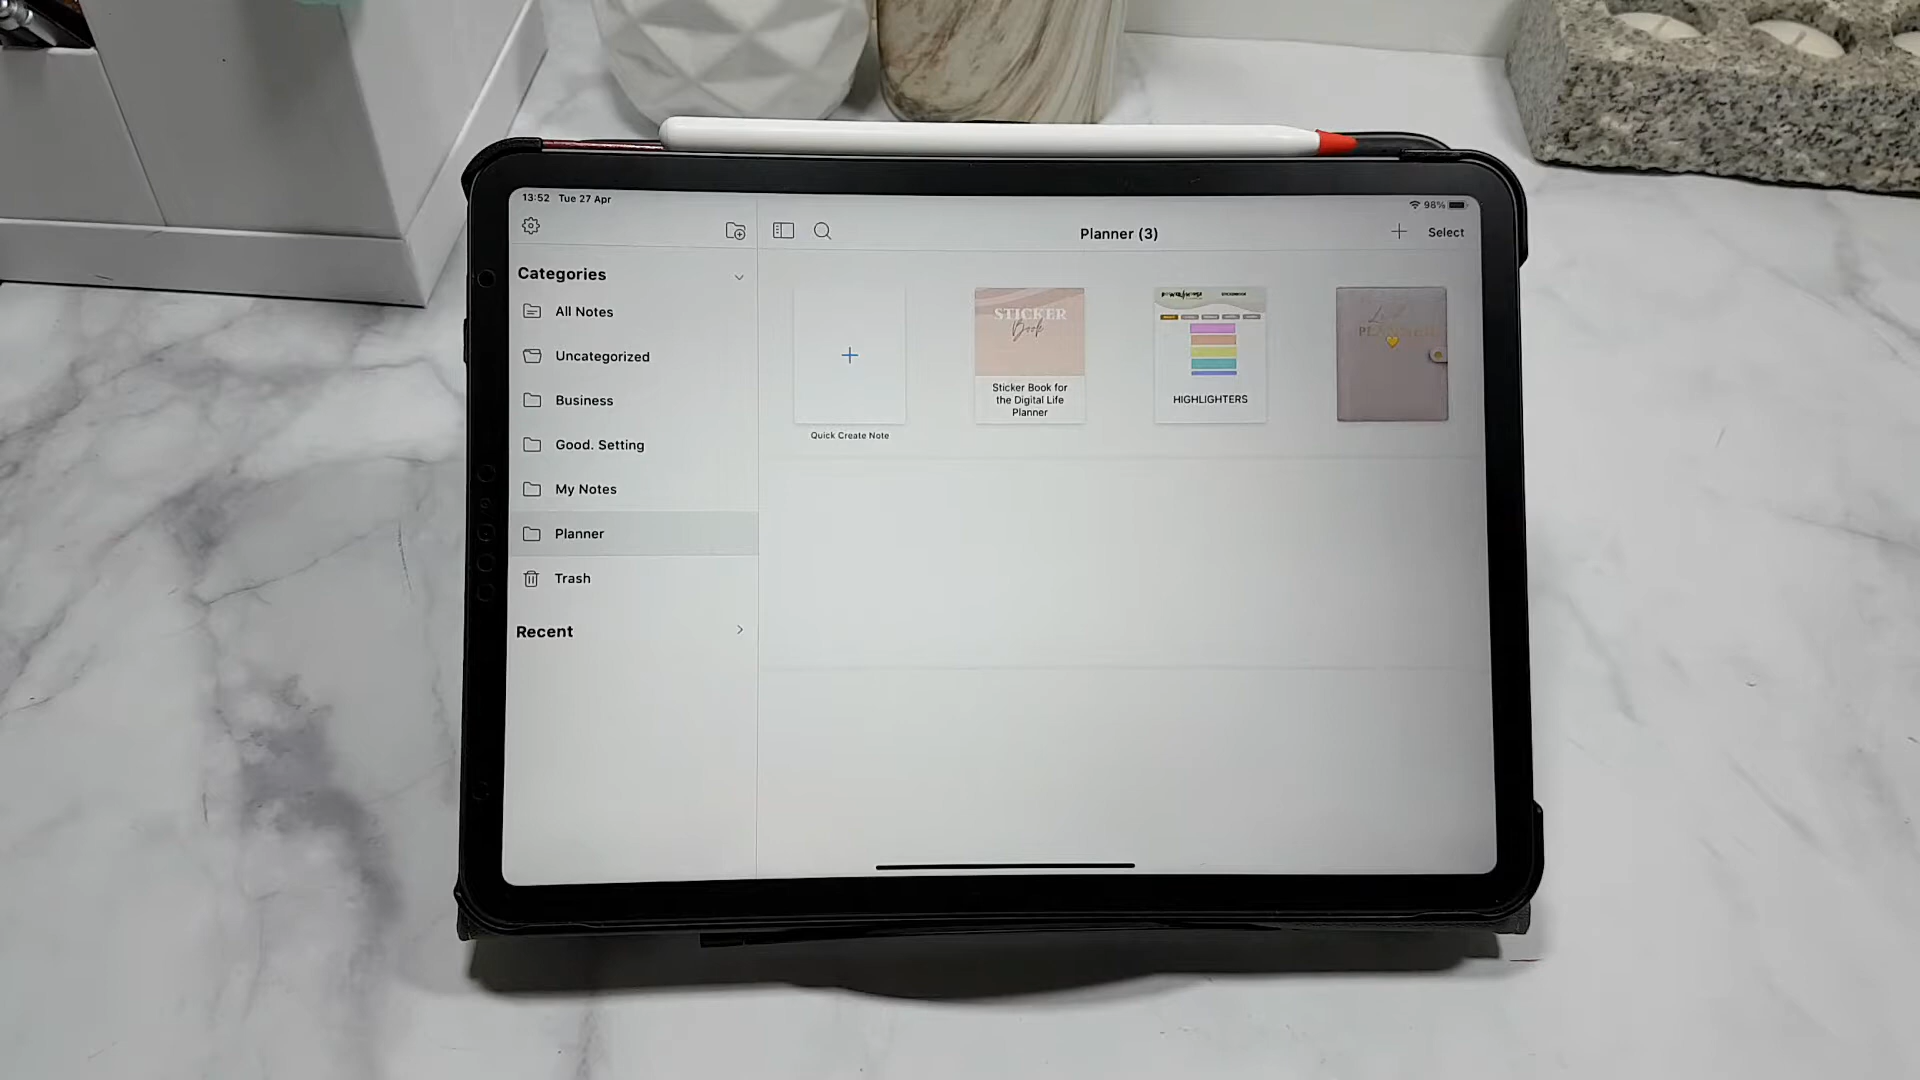 13:52 Tue 27 Apr
98%
Planner (3)
Select
Categories
All Notes
Uncategorized
Business
Good. Setting
My Notes
Planner
Trash
Recent
Quick Create Note
STICKER
Book
Sticker Book for
the Digital Life
Planner
HIGHLIGHTERS